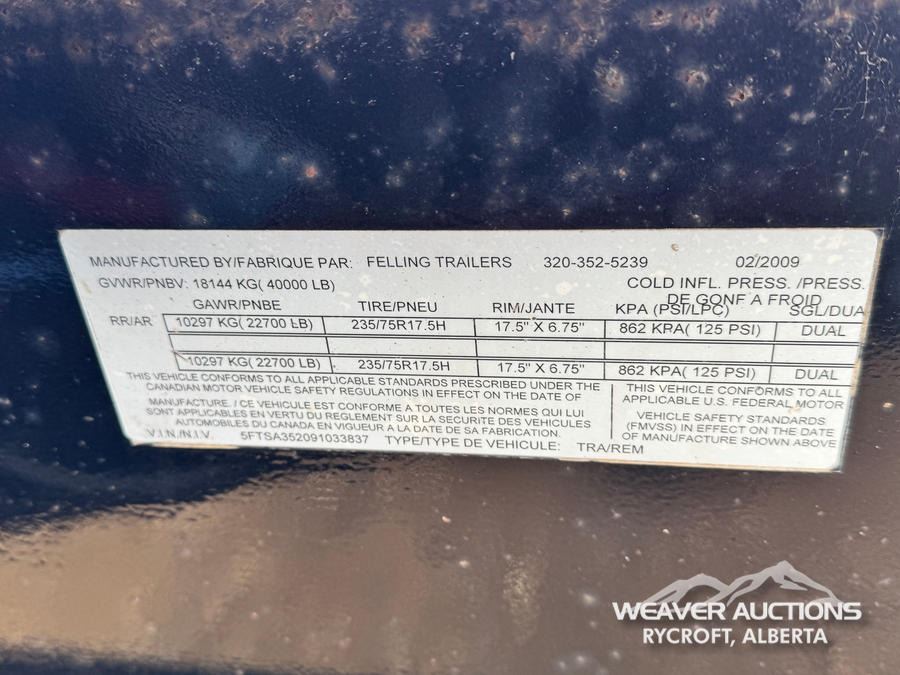 MANUFACTURED BY/FABRIQUE PAR: FELLING TRAILERS 320-352-5239 02/2009
GVWR/PNBV: 18144 KG( 40000 LB) COLD INFL. PRESS. /PRESS.
DE GONF A FROID
GAWR/PNBE TIRE/PNEU RIM/JANTE KPA (PSI/LPC) SGL/DUA
RR/AR 10297 KG( 22700 LB) 235/75R17.5H 17.5" X 6.75" 862 KPA( 125 PSI) DUAL
10297 KG( 22700 LB) 235/75R17.5H 17.5" X 6.75" 862 KPA( 125 PSI) DUAL
THIS VEHICLE CONFORMS TO ALL APPLICABLE STANDARDS PRESCRIBED UNDER THE
CANADIAN MOTOR VEHICLE SAFETY REGULATIONS IN EFFECT ON THE DATE OF
MANUFACTURE. / CE VEHICULE EST CONFORME A TOUTES LES NORMES QUI LUI
SONT APPLICABLES EN VERTU DU REGLEMENT SUR LA SECURITE DES VEHICULES
AUTOMOBILES DU CANADA EN VIGUEUR A LA DATE DE SA FABRICATION.
THIS VEHICLE CONFORMS TO ALL
APPLICABLE U.S. FEDERAL MOTOR
VEHICLE SAFETY STANDARDS
(FMVSS) IN EFFECT ON THE DATE OF
MANUFACTURE SHOWN ABOVE
V.I.N./N.I.V. 5FTSA352091033837 TYPE/TYPE DE VEHICULE: TRA/REM
WEAVER AUCTIONS
RYCROFT, ALBERTA